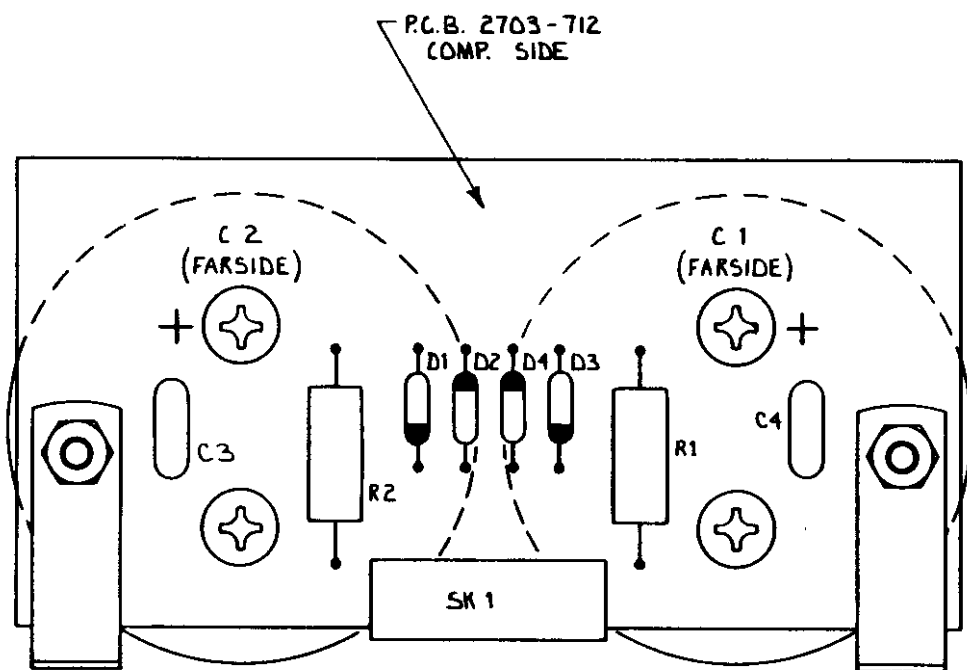 P.C.B. 2703-712
COMP. SIDE
C 2
(FARSIDE)
C 1
(FARSIDE)
+
+
D1
D2
D4
D3
C3
R2
R1
C4
SK 1